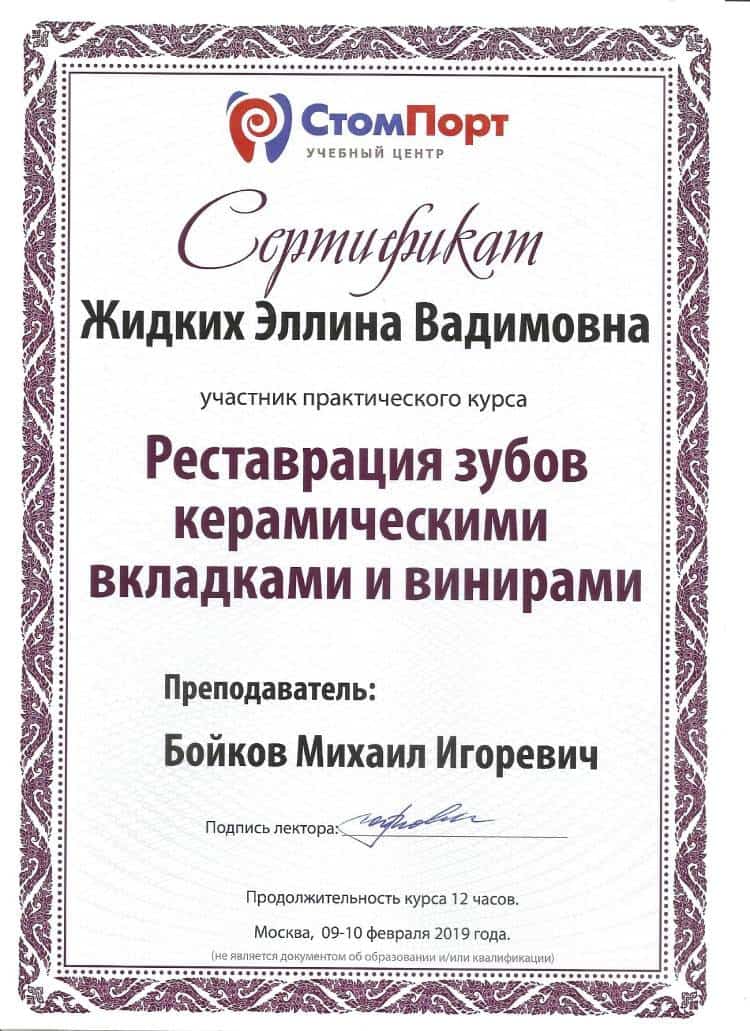 СтомПорт
УЧЕБНЫЙ ЦЕНТР
Сертификат
Жидких Эллина Вадимовна
участник практического курса
Реставрация зубов
керамическими
вкладками и винирами
Преподаватель:
Бойков Михаил Игоревич
Подпись лектора:
Продолжительность курса 12 часов.
Москва, 09-10 февраля 2019 года.
(не является документом об образовании и/или квалификации)